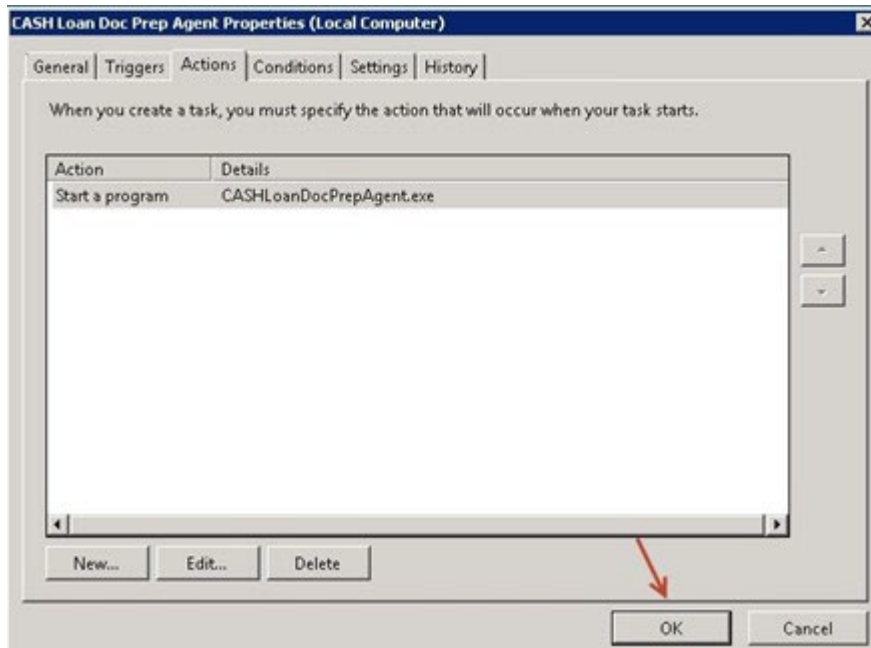 CASH Loan Doc Prep Agent Properties (Local Computer)
General Triggers Actions Conditions Settings History
When you create a task, you must specify the action that will occur when your task starts.
Action Details
Start a program CASHLoanDocPrepAgent.exe
New... Edit... Delete
OK Cancel